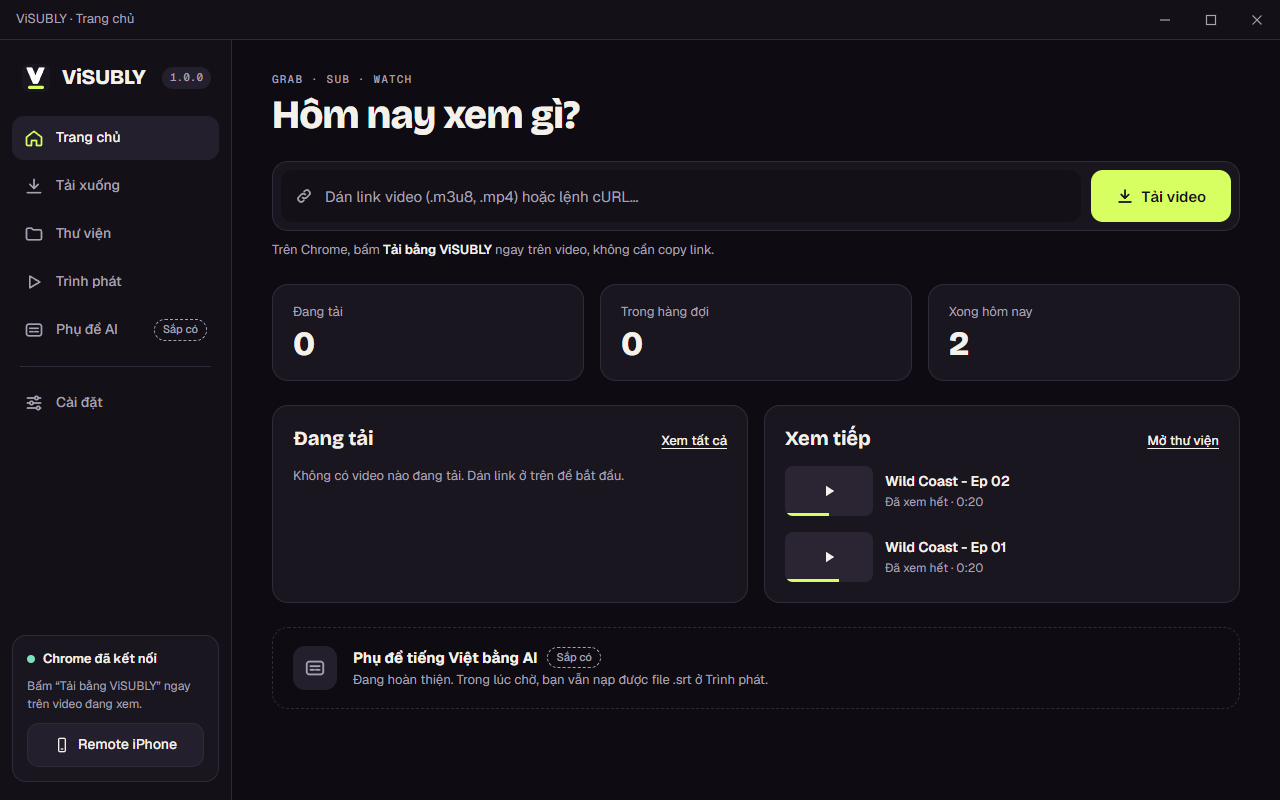 ViSUBLY · Trang chủ
ViSUBLY 1.0.0
Trang chủ
Tải xuống
Thư viện
Trình phát
Phụ đề AI Sắp có
Cài đặt
Chrome đã kết nối
Bấm “Tải bằng ViSUBLY” ngay
trên video đang xem.
Remote iPhone
GRAB · SUB · WATCH
Hôm nay xem gì?
Dán link video (.m3u8, .mp4) hoặc lệnh cURL...
Tải video
Trên Chrome, bấm Tải bằng ViSUBLY ngay trên video, không cần copy link.
Đang tải
0
Trong hàng đợi
0
Xong hôm nay
2
Đang tải
Xem tất cả
Không có video nào đang tải. Dán link ở trên để bắt đầu.
Xem tiếp
Mở thư viện
Wild Coast - Ep 02
Đã xem hết · 0:20
Wild Coast - Ep 01
Đã xem hết · 0:20
Phụ đề tiếng Việt bằng AI Sắp có
Đang hoàn thiện. Trong lúc chờ, bạn vẫn nạp được file .srt ở Trình phát.